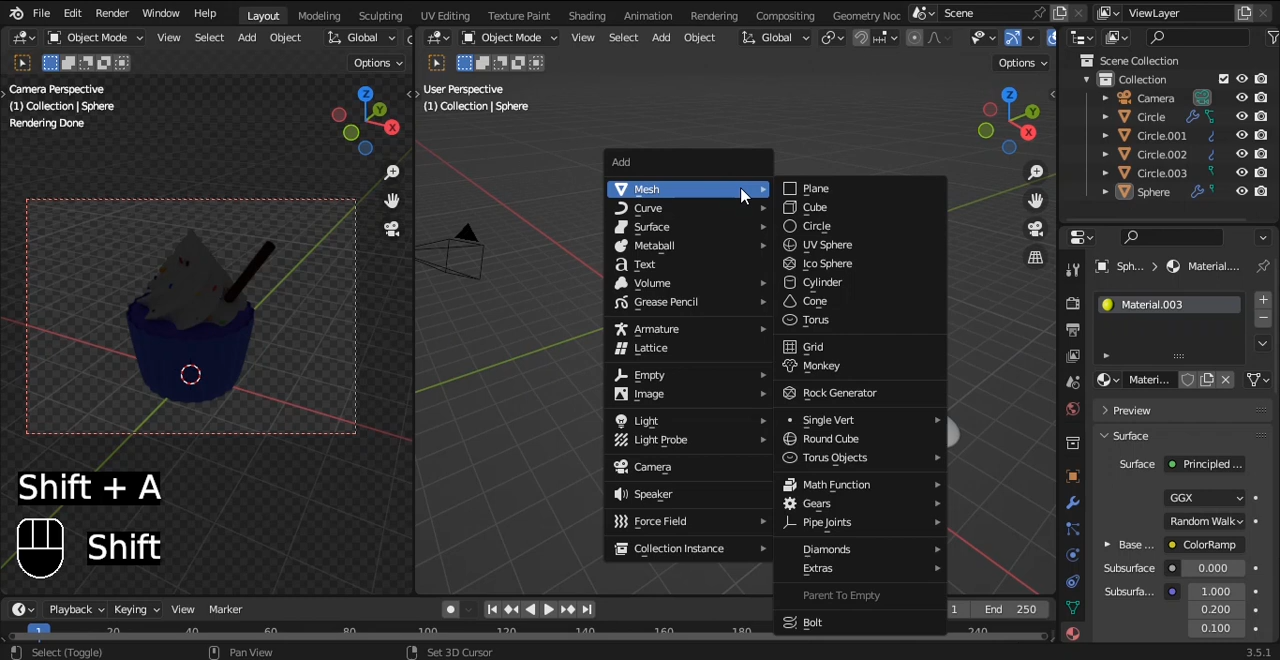 File Edit Render Window Help Layout Modeling Sculpting UV Editing Texture Paint Shading Animation Rendering Compositing Geometry Noc Scene ViewLayer
Object Mode View Select Add Object Global
Object Mode View Select Add Object Global
Options
Options
Camera Perspective
(1) Collection | Sphere
Rendering Done
User Perspective
(1) Collection | Sphere
Z
Y
X
Z
Y
X
Add
Mesh
Curve
Surface
Metaball
Text
Volume
Grease Pencil
Armature
Lattice
Empty
Image
Light
Light Probe
Camera
Speaker
Force Field
Collection Instance
Plane
Cube
Circle
UV Sphere
Ico Sphere
Cylinder
Cone
Torus
Grid
Monkey
Rock Generator
Single Vert
Round Cube
Torus Objects
Math Function
Gears
Pipe Joints
Diamonds
Extras
Parent To Empty
Bolt
Scene Collection
Collection
Camera
Circle
Circle.001
Circle.002
Circle.003
Sphere
Sph... > Material....
Material.003
Materi...
Preview
Surface
Surface Principled ...
GGX
Random Walk
Base ... ColorRamp
Subsurface 0.000
Subsurfa... 1.000
0.200
0.100
Shift + A
Shift
Playback Keying View Marker 1 End 250
1 20 80 100 120 140 160 180 240
Select (Toggle) Pan View Set 3D Cursor 3.5.1